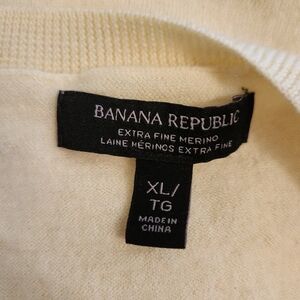 BANANA REPUBLIC
EXTRA FINE MERINO
LAINE MÉRINOS EXTRA FINE
XL/
TG
MADE IN
CHINA